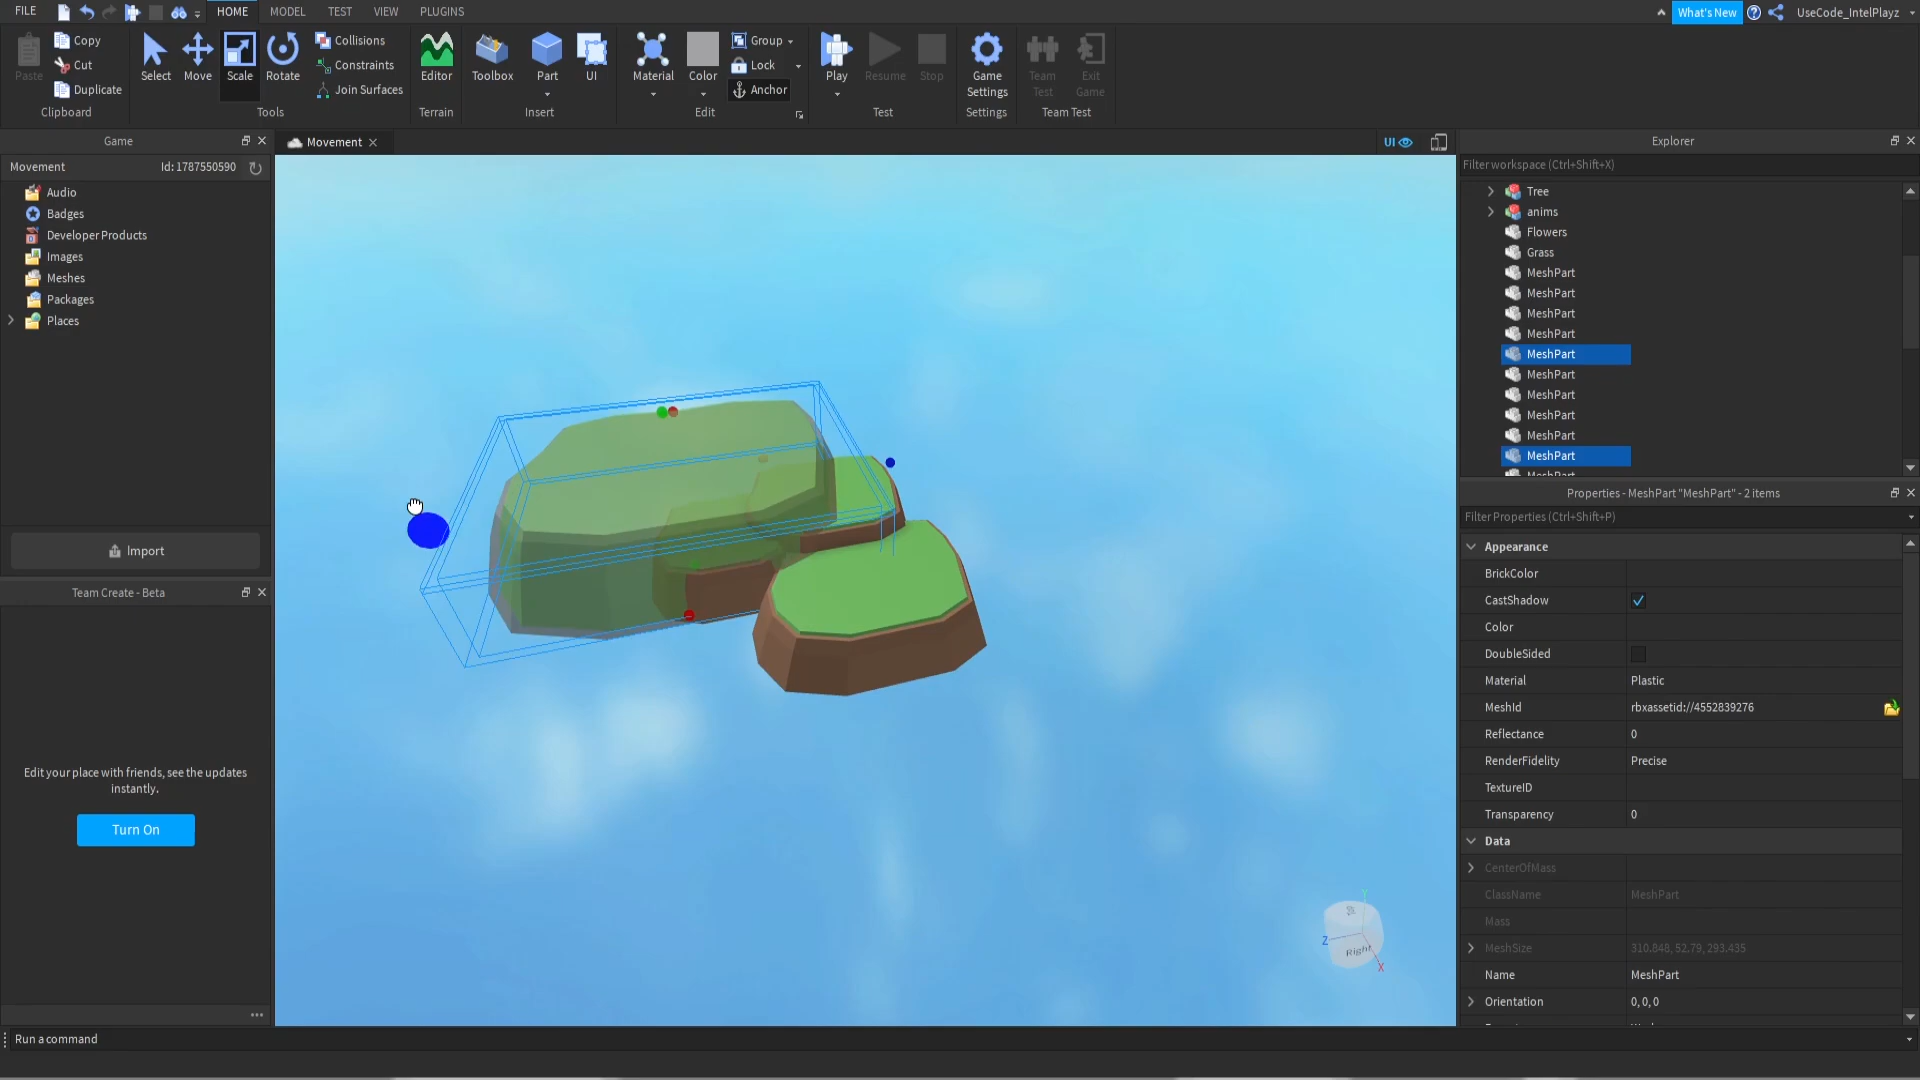 FILE
HOME
MODEL
TEST
VIEW
PLUGINS
What's New
UseCode_IntelPlayz
Paste
Copy
Cut
Duplicate
Clipboard
Select
Move
Scale
Rotate
Collisions
Constraints
Join Surfaces
Tools
Editor
Terrain
Toolbox
Part
UI
Insert
Material
Color
Group
Lock
Anchor
Edit
Play
Resume
Stop
Test
Game Settings
Settings
Team Test
Exit Game
Team Test
Game
Movement
Id: 1787550590
Audio
Badges
Developer Products
Images
Meshes
Packages
Places
Import
Team Create - Beta
Edit your place with friends, see the updates
instantly.
Turn On
Movement
UI
Right
Y
Z
X
Explorer
Filter workspace (Ctrl+Shift+X)
Tree
anims
Flowers
Grass
MeshPart
MeshPart
MeshPart
MeshPart
MeshPart
MeshPart
MeshPart
MeshPart
MeshPart
MeshPart
MeshPart
Properties - MeshPart "MeshPart" - 2 items
Filter Properties (Ctrl+Shift+P)
Appearance
BrickColor
CastShadow
Color
DoubleSided
Material Plastic
MeshId rbxassetid://4552839276
Reflectance 0
RenderFidelity Precise
TextureID
Transparency 0
Data
CenterOfMass
ClassName MeshPart
Mass
MeshSize 310.848, 52.79, 293.435
Name MeshPart
Orientation 0, 0, 0
Run a command